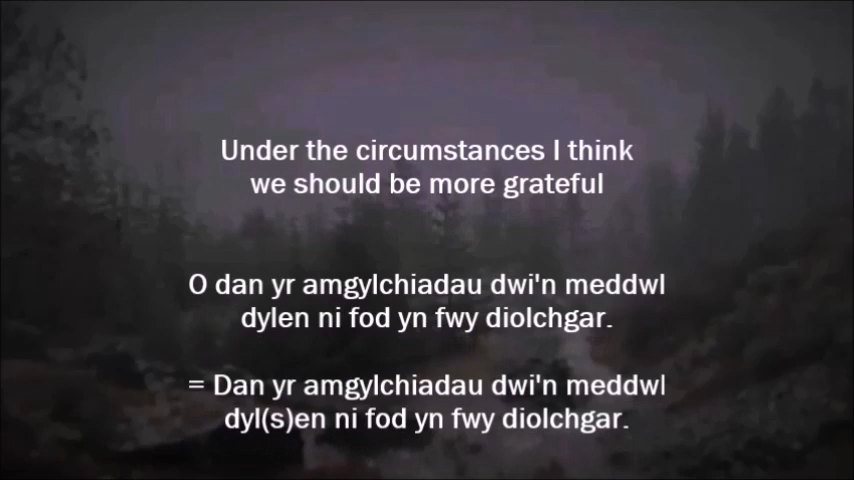 Under the circumstances I think
we should be more grateful
O dan yr amgylchiadau dwi'n meddwl
dylen ni fod yn fwy diolchgar.
= Dan yr amgylchiadau dwi'n meddwl
dyl(s)en ni fod yn fwy diolchgar.